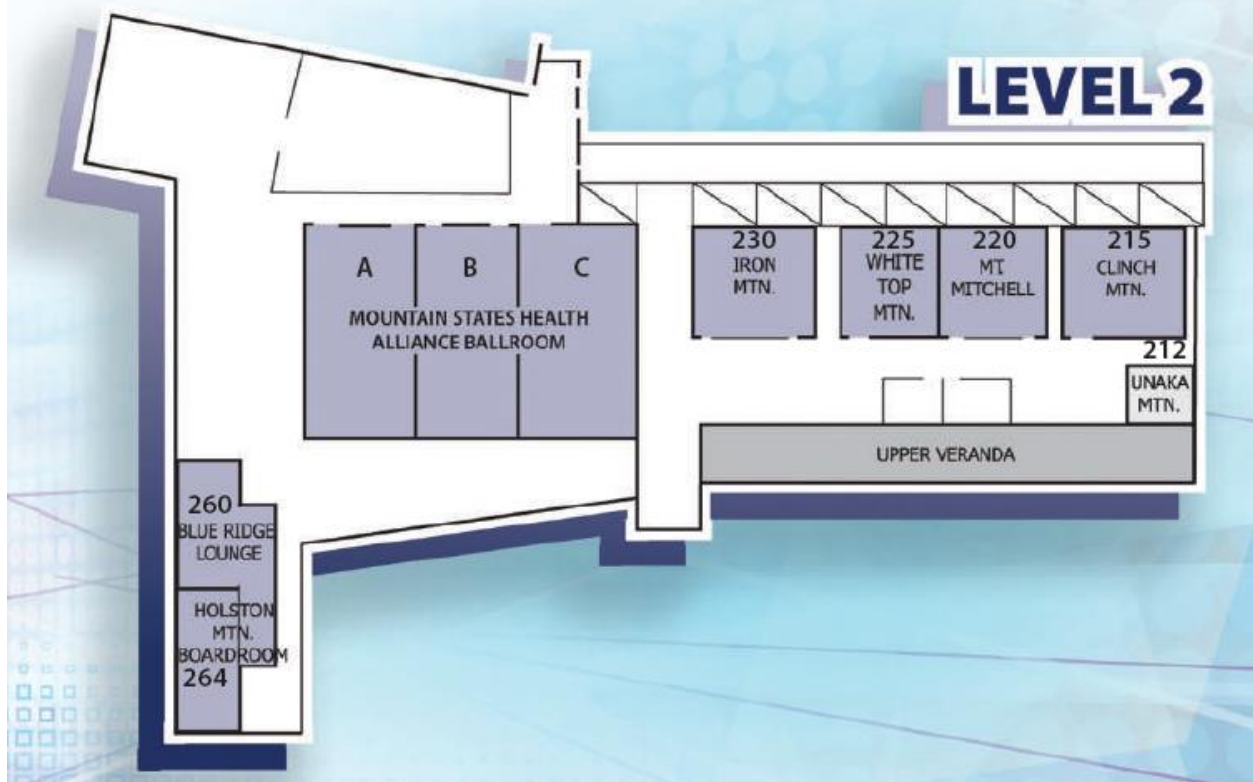 LEVEL 2
A
B
C
MOUNTAIN STATES HEALTH
ALLIANCE BALLROOM
230
IRON
MTN.
225
WHITE
TOP
MTN.
220
MT
MITCHELL
215
CLINCH
MTN.
212
UNAKA
MTN.
UPPER VERANDA
260
BLUE RIDGE
LOUNGE
HOLSTON
MTN.
BOARDROOM
264